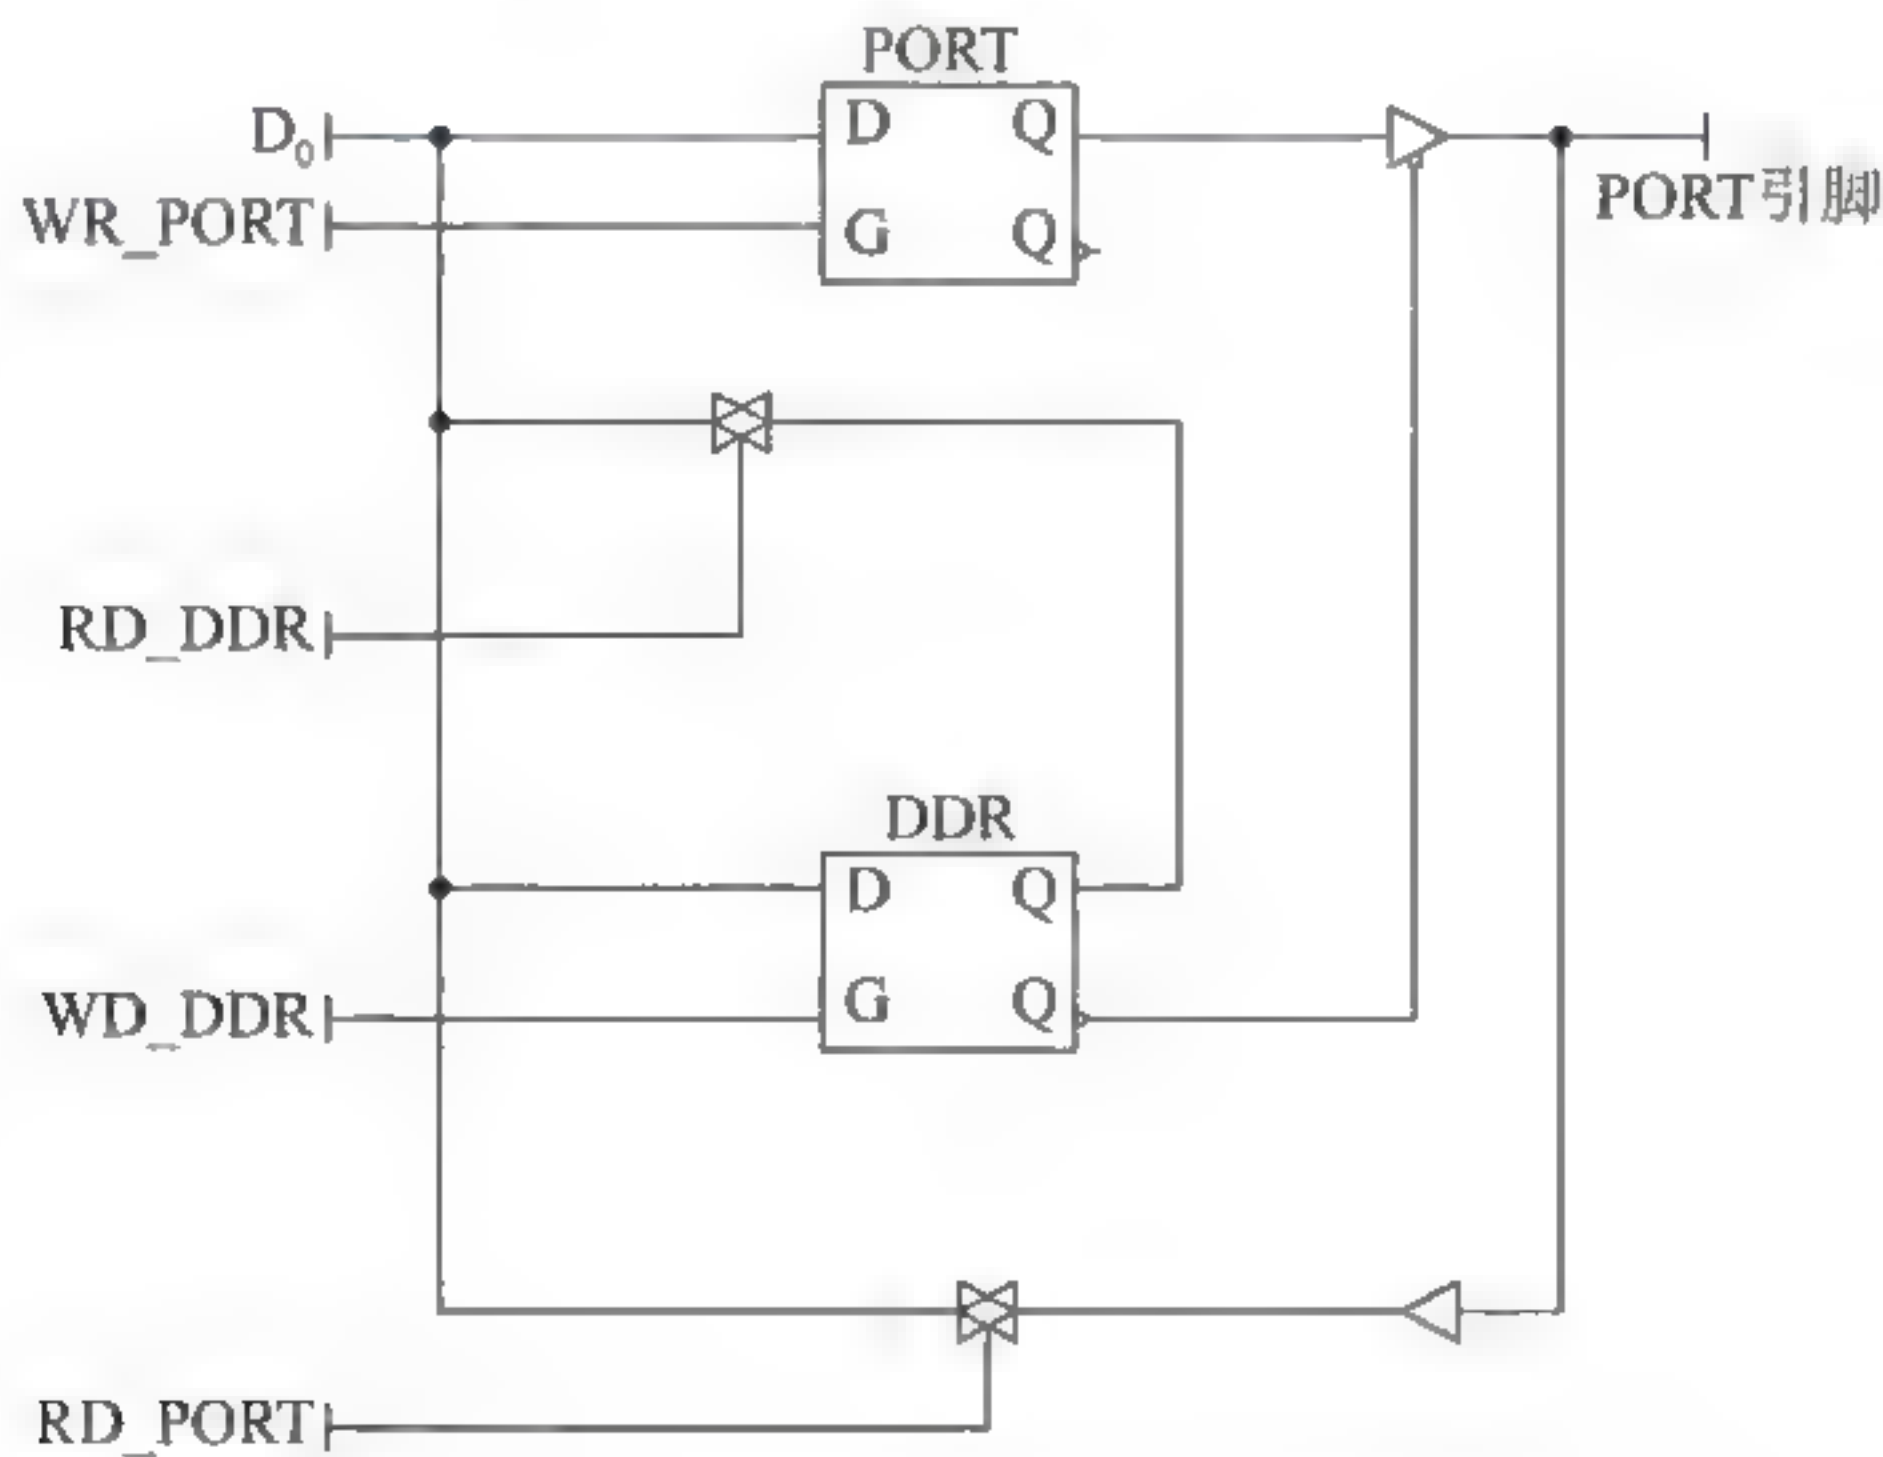 PORT
D₀
D Q
WR_PORT
G Q
PORT引脚
RD_DDR
DDR
D Q
WD_DDR
G Q
RD_PORT